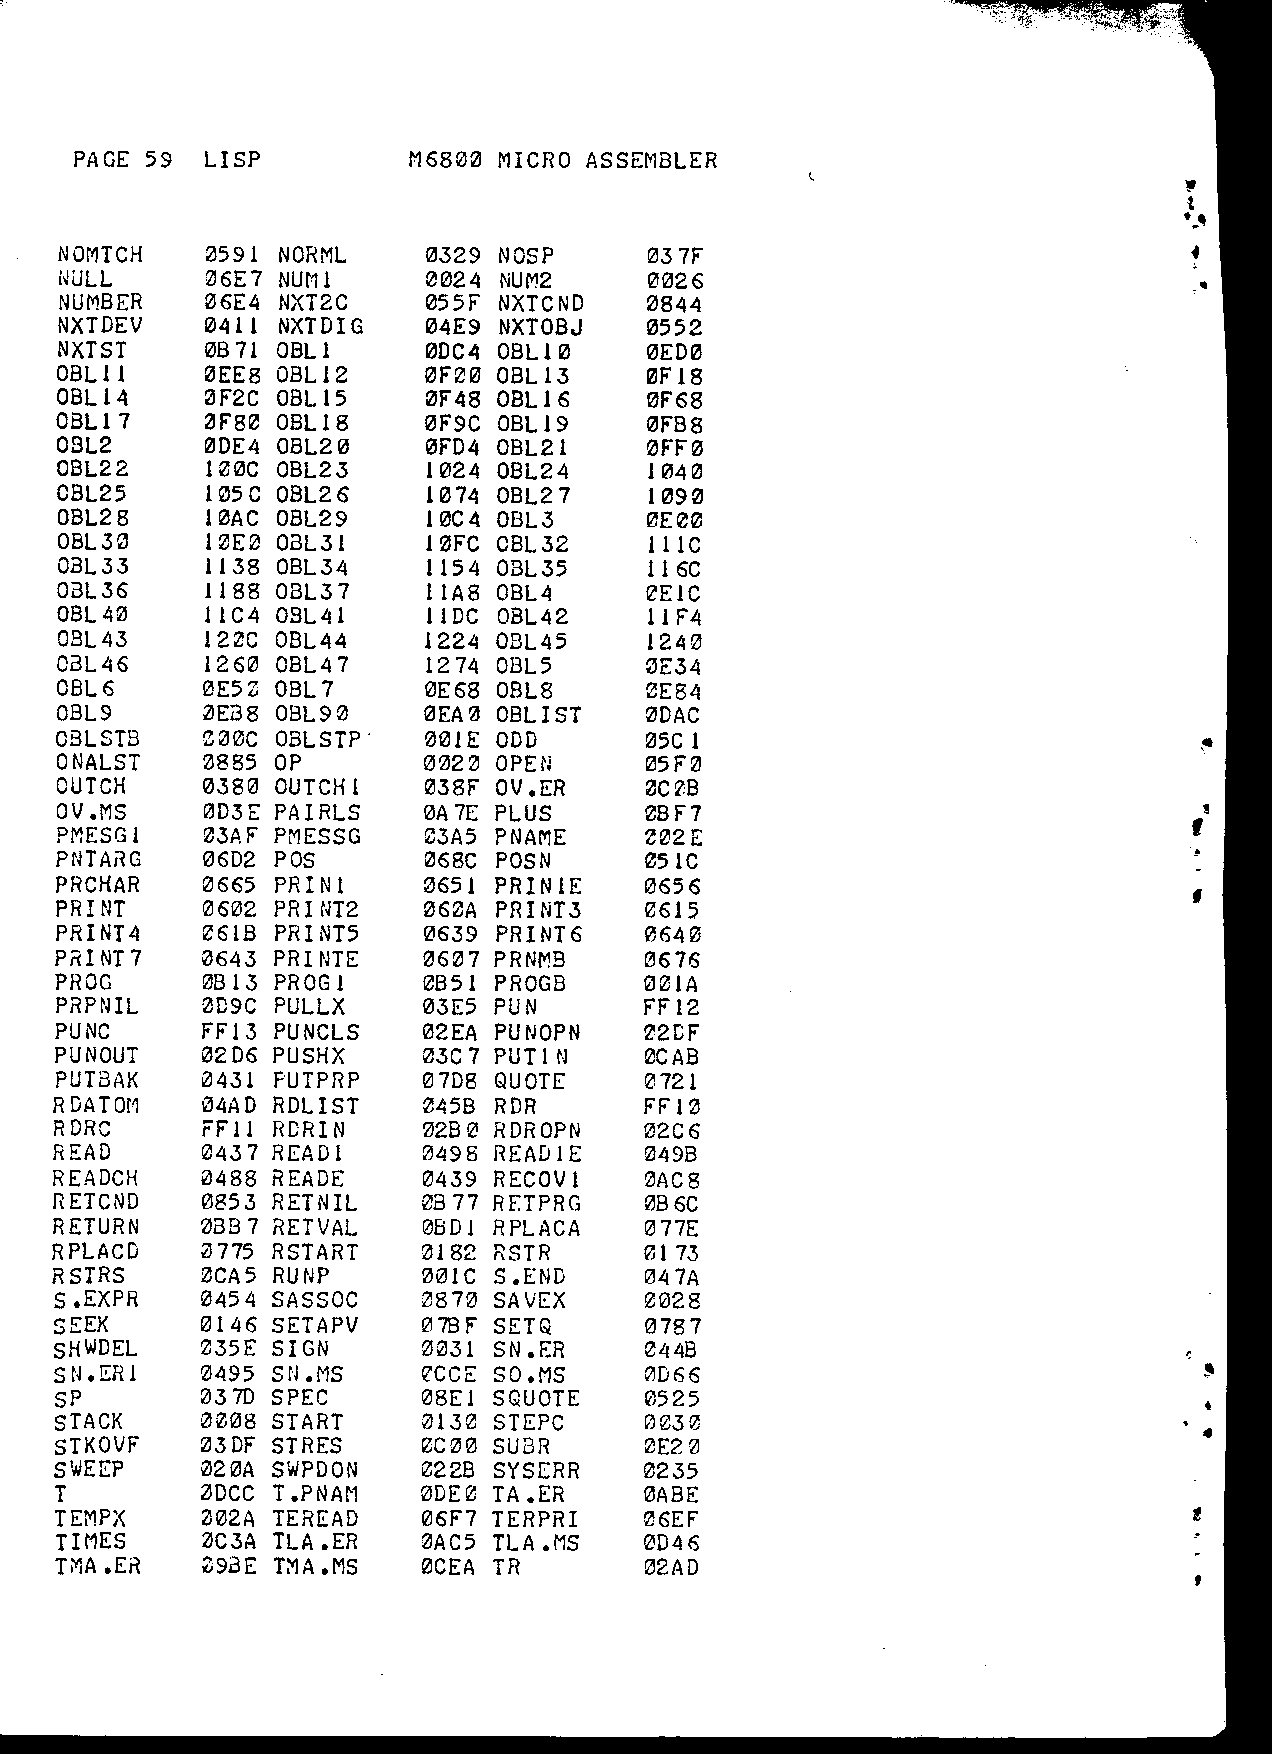 PAGE 59 LISP M6800 MICRO ASSEMBLER
NOMTCH 0591 NORML 0329 NOSP 037F
NULL 06E7 NUM1 0024 NUM2 0026
NUMBER 06E4 NXT2C 055F NXTCND 0844
NXTDEV 0411 NXTDIG 04E9 NXTOBJ 0552
NXTST 0B71 OBL1 0DC4 OBL10 0ED0
OBL11 0EE8 OBL12 0F00 OBL13 0F18
OBL14 0F2C OBL15 0F48 OBL16 0F68
OBL17 0F80 OBL18 0F9C OBL19 0FB8
OBL2 0DE4 OBL20 0FD4 OBL21 0FF0
OBL22 100C OBL23 1024 OBL24 1040
OBL25 105C OBL26 1074 OBL27 1090
OBL28 10AC OBL29 10C4 OBL3 0E00
OBL30 10E0 OBL31 10FC OBL32 111C
OBL33 1138 OBL34 1154 OBL35 116C
OBL36 1188 OBL37 11A8 OBL4 0E1C
OBL40 11C4 OBL41 11DC OBL42 11F4
OBL43 120C OBL44 1224 OBL45 1240
OBL46 1260 OBL47 1274 OBL5 0E34
OBL6 0E50 OBL7 0E68 OBL8 0E84
OBL9 0EB8 OBL90 0EA0 OBLIST 0DAC
OBLSTB 000C OBLSTP 001E ODD 05C1
ONALST 0885 OP 0020 OPEN 05F0
OUTCH 0380 OUTCH1 038F OV.ER 0C2B
OV.MS 0D3E PAIRLS 0A7E PLUS 0BF7
PMESG1 03AF PMESSG 03A5 PNAME 002E
PNTARG 06D2 POS 068C POSN 051C
PRCHAR 0665 PRIN1 0651 PRIN1E 0656
PRINT 0602 PRINT2 060A PRINT3 0615
PRINT4 061B PRINT5 0639 PRINT6 0640
PRINT7 0643 PRINTE 0607 PRNMB 0676
PROG 0B13 PROG1 0B51 PROGB 001A
PRPNIL 0D9C PULLX 03E5 PUN FF12
PUNC FF13 PUNCLS 02EA PUNOPN 02DF
PUNOUT 02D6 PUSHX 03C7 PUT1N 0CAB
PUTBAK 0431 PUTPRP 07D8 QUOTE 0721
RDATOM 04AD RDLIST 045B RDR FF10
RDRC FF11 RDRIN 02B0 RDROPN 02C6
READ 0437 READ1 0498 READ1E 049B
READCH 0488 READE 0439 RECOV1 0AC8
RETCND 0853 RETNIL 0B77 RETPRG 0B6C
RETURN 0BB7 RETVAL 0BD1 RPLACA 077E
RPLACD 0775 RSTART 0182 RSTR 0173
RSTRS 0CA5 RUNP 001C S.END 047A
S.EXPR 0454 SASSOC 0870 SAVEX 0028
SEEK 0146 SETAPV 07BF SETQ 0787
SHWDEL 035E SIGN 0031 SN.ER 044B
SN.ER1 0495 SN.MS 0CCE SO.MS 0D66
SP 037D SPEC 08E1 SQUOTE 0525
STACK 0008 START 0130 STEPC 0030
STKOVF 03DF STRES 0C00 SUBR 0E20
SWEEP 020A SWPDON 022B SYSERR 0235
T 0DCC T.PNAM 0DE0 TA.ER 0ABE
TEMPX 002A TEREAD 06F7 TERPRI 06EF
TIMES 0C3A TLA.ER 0AC5 TLA.MS 0D46
TMA.ER 09BE TMA.MS 0CEA TR 02AD